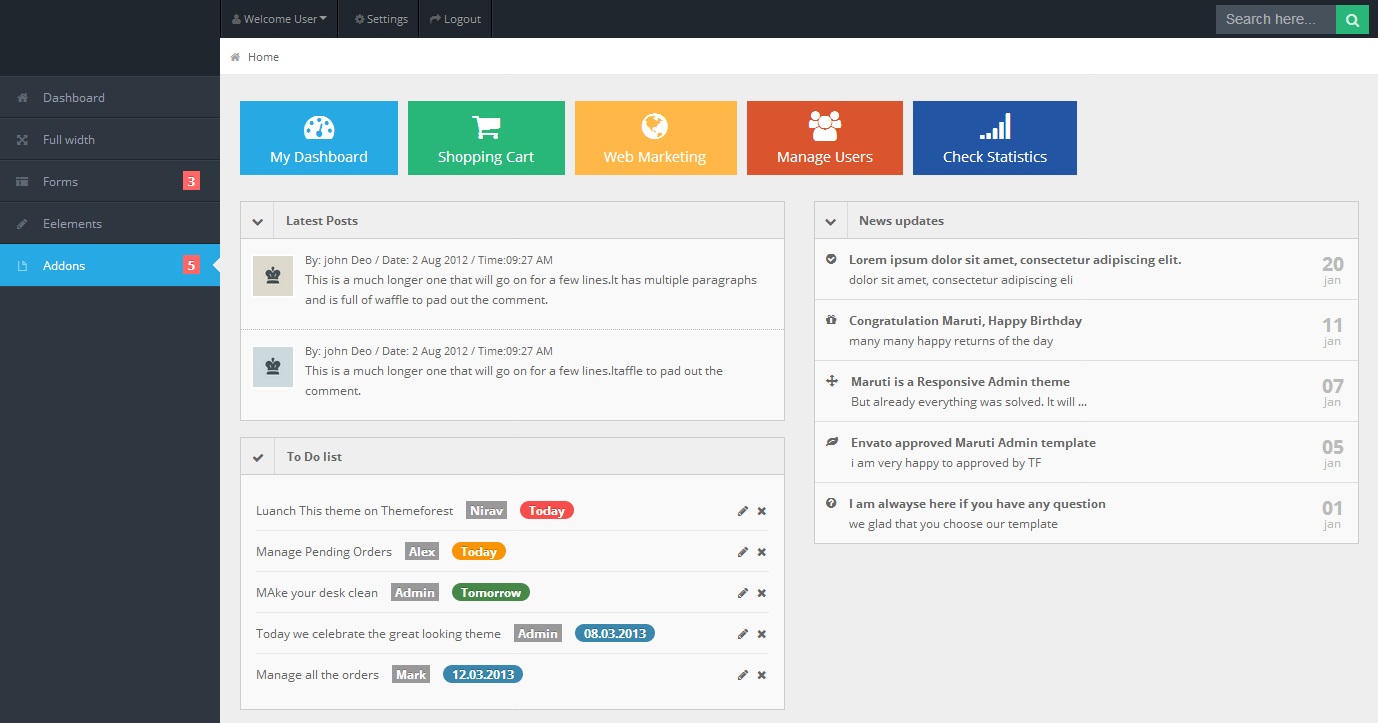 Welcome User Settings Logout Search here...
Home
Dashboard
Full width
Forms 3
Eelements
Addons 5
My Dashboard Shopping Cart Web Marketing Manage Users Check Statistics
Latest Posts
By: john Deo / Date: 2 Aug 2012 / Time:09:27 AM
This is a much longer one that will go on for a few lines.It has multiple paragraphs
and is full of waffle to pad out the comment.
By: john Deo / Date: 2 Aug 2012 / Time:09:27 AM
This is a much longer one that will go on for a few lines.Itaffle to pad out the
comment.
To Do list
Luanch This theme on Themeforest Nirav Today
Manage Pending Orders Alex Today
MAke your desk clean Admin Tomorrow
Today we celebrate the great looking theme Admin 08.03.2013
Manage all the orders Mark 12.03.2013
News updates
Lorem ipsum dolor sit amet, consectetur adipiscing elit. 20
dolor sit amet, consectetur adipiscing eli jan
Congratulation Maruti, Happy Birthday 11
many many happy returns of the day jan
Maruti is a Responsive Admin theme 07
But already everything was solved. It will ... Jan
Envato approved Maruti Admin template 05
i am very happy to approved by TF jan
I am alwayse here if you have any question 01
we glad that you choose our template jan